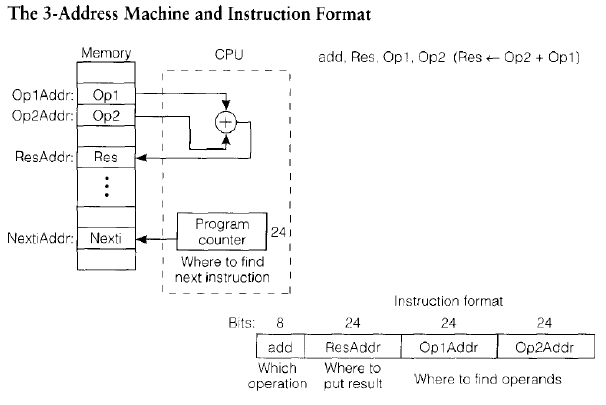 The 3-Address Machine and Instruction Format
Memory
CPU
add, Res, Op1, Op2 (Res ← Op2 + Op1)
Op1Addr: Op1
Op2Addr: Op2
+
ResAddr: Res
NextiAddr: Nexti
Program
counter
24
Where to find
next instruction
Instruction format
Bits: 8 24 24 24
add ResAddr Op1Addr Op2Addr
Which
operation
Where to
put result
Where to find operands